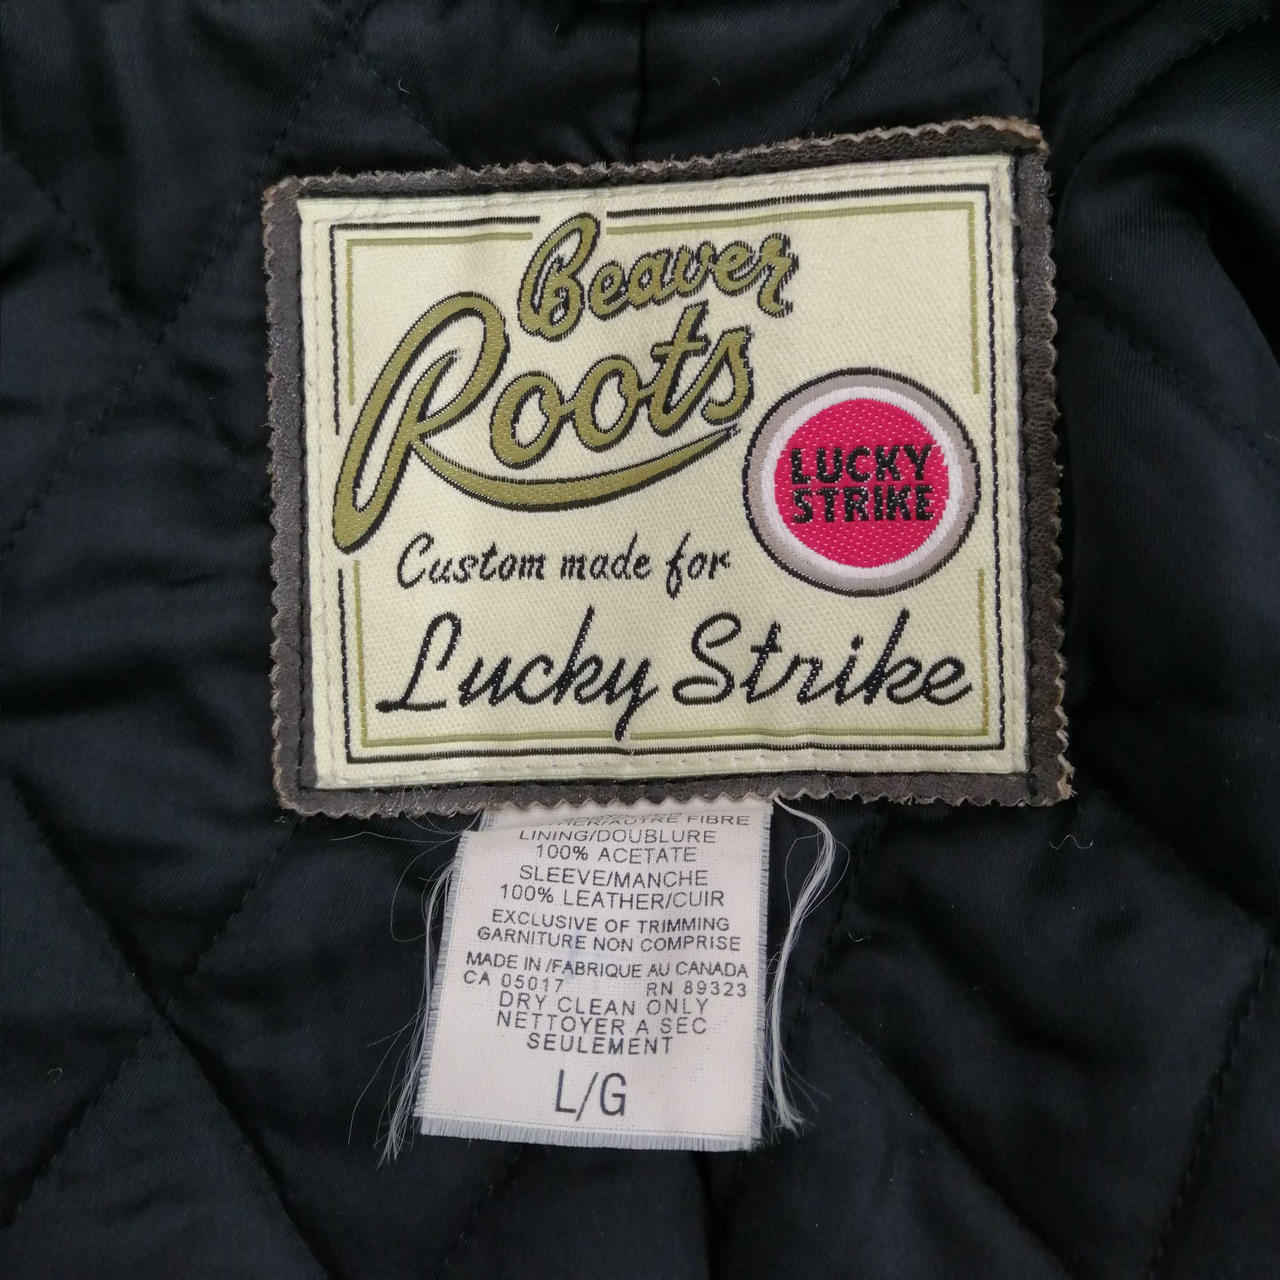 Beaver
Roots
LUCKY
STRIKE
Custom made for
Lucky Strike
FIBRE
LINING/DOUBLURE
100% ACETATE
SLEEVE/MANCHE
100% LEATHER/CUIR
EXCLUSIVE OF TRIMMING
GARNITURE NON COMPRISE
MADE IN /FABRIQUE AU CANADA
CA 05017 RN 89323
DRY CLEAN ONLY
NETTOYER A SEC
SEULEMENT
L/G